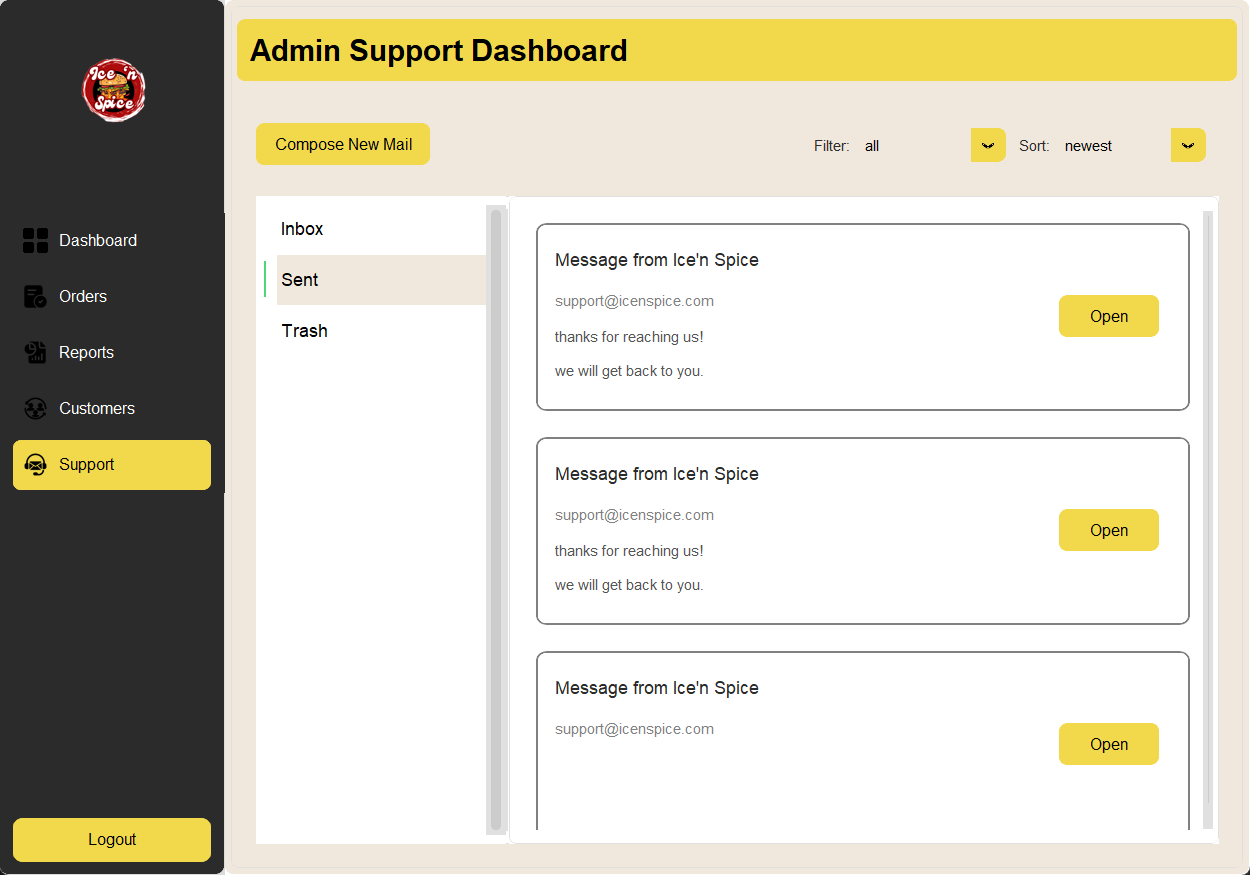 Ice 'n
Spice
Admin Support Dashboard
Compose New Mail
Filter: all
Sort: newest
Dashboard
Orders
Reports
Customers
Support
Logout
Inbox
Sent
Trash
Message from Ice'n Spice
support@icenspice.com
thanks for reaching us!
we will get back to you.
Open
Message from Ice'n Spice
support@icenspice.com
thanks for reaching us!
we will get back to you.
Open
Message from Ice'n Spice
support@icenspice.com
Open